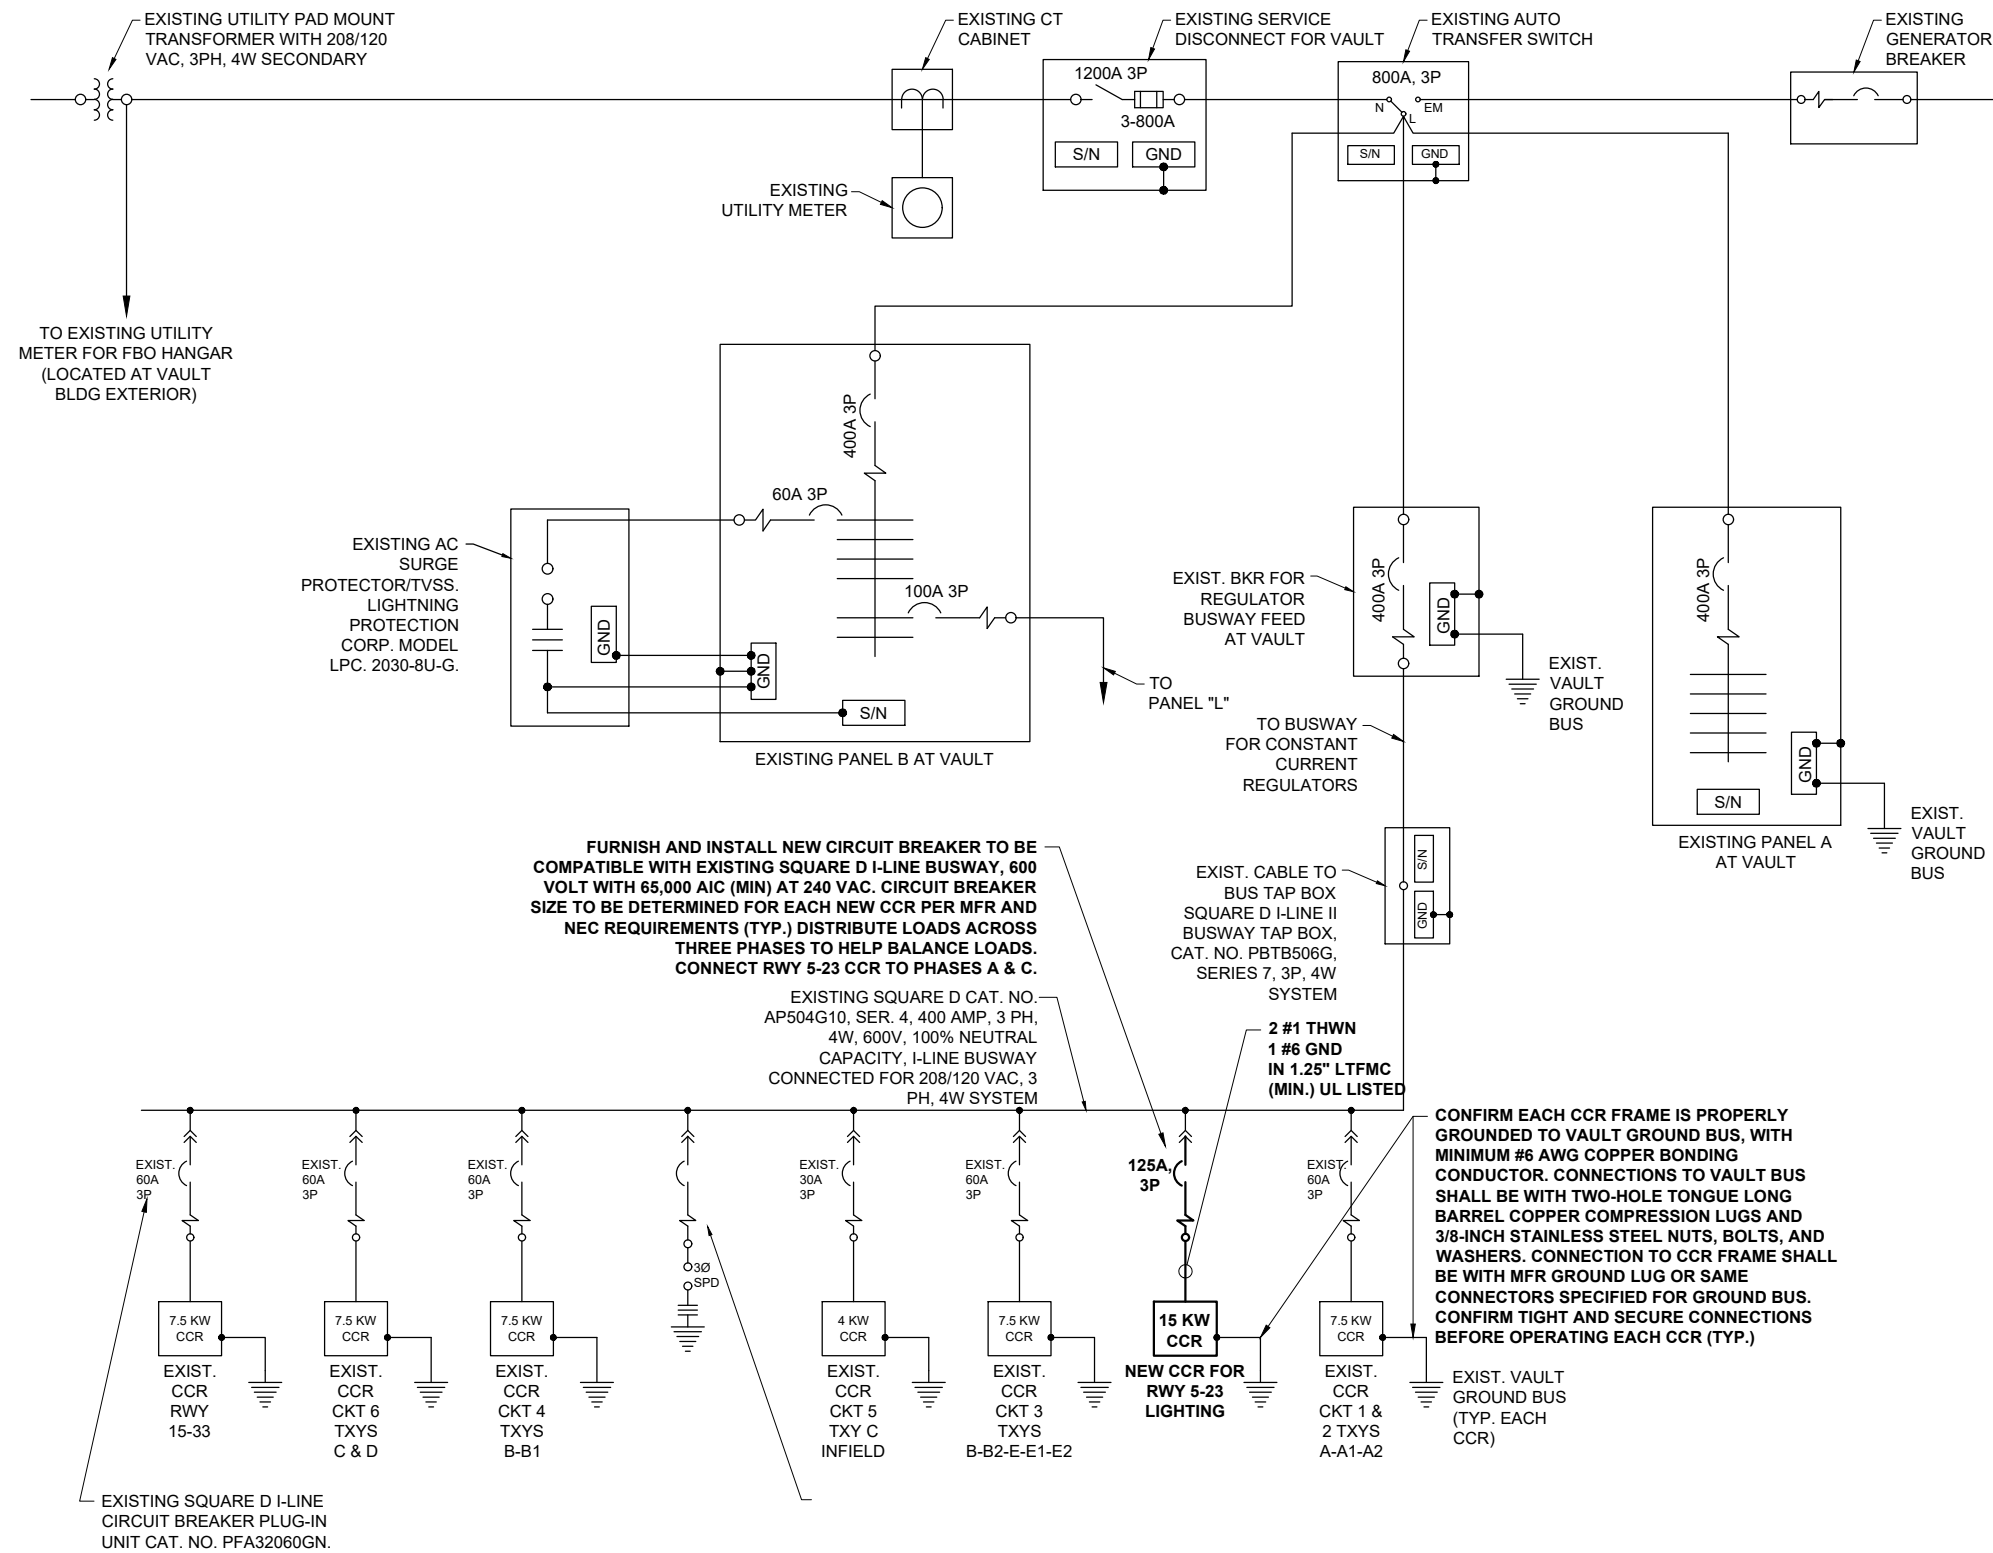 EXISTING UTILITY PAD MOUNT
TRANSFORMER WITH 208/120
VAC, 3PH, 4W SECONDARY
EXISTING CT
CABINET
EXISTING SERVICE
DISCONNECT FOR VAULT
EXISTING AUTO
TRANSFER SWITCH
EXISTING
GENERATOR
BREAKER
1200A 3P
3-800A
S/N
GND
800A, 3P
N
EM
L
S/N
GND
EXISTING
UTILITY METER
TO EXISTING UTILITY
METER FOR FBO HANGAR
(LOCATED AT VAULT
BLDG EXTERIOR)
400A 3P
60A 3P
100A 3P
GND
S/N
EXISTING PANEL B AT VAULT
EXISTING AC
SURGE
PROTECTOR/TVSS.
LIGHTNING
PROTECTION
CORP. MODEL
LPC. 2030-8U-G.
GND
TO
PANEL "L"
EXIST. BKR FOR
REGULATOR
BUSWAY FEED
AT VAULT
400A 3P
GND
EXIST.
VAULT
GROUND
BUS
400A 3P
GND
S/N
EXISTING PANEL A
AT VAULT
EXIST.
VAULT
GROUND
BUS
TO BUSWAY
FOR CONSTANT
CURRENT
REGULATORS
S/N
GND
EXIST. CABLE TO
BUS TAP BOX
SQUARE D I-LINE II
BUSWAY TAP BOX,
CAT. NO. PBTB506G,
SERIES 7, 3P, 4W
SYSTEM
FURNISH AND INSTALL NEW CIRCUIT BREAKER TO BE
COMPATIBLE WITH EXISTING SQUARE D I-LINE BUSWAY, 600
VOLT WITH 65,000 AIC (MIN) AT 240 VAC. CIRCUIT BREAKER
SIZE TO BE DETERMINED FOR EACH NEW CCR PER MFR AND
NEC REQUIREMENTS (TYP.) DISTRIBUTE LOADS ACROSS
THREE PHASES TO HELP BALANCE LOADS.
CONNECT RWY 5-23 CCR TO PHASES A & C.
EXISTING SQUARE D CAT. NO.
AP504G10, SER. 4, 400 AMP, 3 PH,
4W, 600V, 100% NEUTRAL
CAPACITY, I-LINE BUSWAY
CONNECTED FOR 208/120 VAC, 3
PH, 4W SYSTEM
2 #1 THWN
1 #6 GND
IN 1.25" LTFMC
(MIN.) UL LISTED
CONFIRM EACH CCR FRAME IS PROPERLY
GROUNDED TO VAULT GROUND BUS, WITH
MINIMUM #6 AWG COPPER BONDING
CONDUCTOR. CONNECTIONS TO VAULT BUS
SHALL BE WITH TWO-HOLE TONGUE LONG
BARREL COPPER COMPRESSION LUGS AND
3/8-INCH STAINLESS STEEL NUTS, BOLTS, AND
WASHERS. CONNECTION TO CCR FRAME SHALL
BE WITH MFR GROUND LUG OR SAME
CONNECTORS SPECIFIED FOR GROUND BUS.
CONFIRM TIGHT AND SECURE CONNECTIONS
BEFORE OPERATING EACH CCR (TYP.)
EXIST.
60A
3P
7.5 KW
CCR
EXIST.
CCR
RWY
15-33
EXIST.
60A
3P
7.5 KW
CCR
EXIST.
CCR
CKT 6
TXYS
C & D
EXIST.
60A
3P
7.5 KW
CCR
EXIST.
CCR
CKT 4
TXYS
B-B1
3Ø
SPD
EXIST.
30A
3P
4 KW
CCR
EXIST.
CCR
CKT 5
TXY C
INFIELD
EXIST.
60A
3P
7.5 KW
CCR
EXIST.
CCR
CKT 3
TXYS
B-B2-E-E1-E2
125A,
3P
15 KW
CCR
NEW CCR FOR
RWY 5-23
LIGHTING
EXIST.
60A
3P
7.5 KW
CCR
EXIST.
CCR
CKT 1 &
2 TXYS
A-A1-A2
EXIST. VAULT
GROUND BUS
(TYP. EACH
CCR)
EXISTING SQUARE D I-LINE
CIRCUIT BREAKER PLUG-IN
UNIT CAT. NO. PFA32060GN.